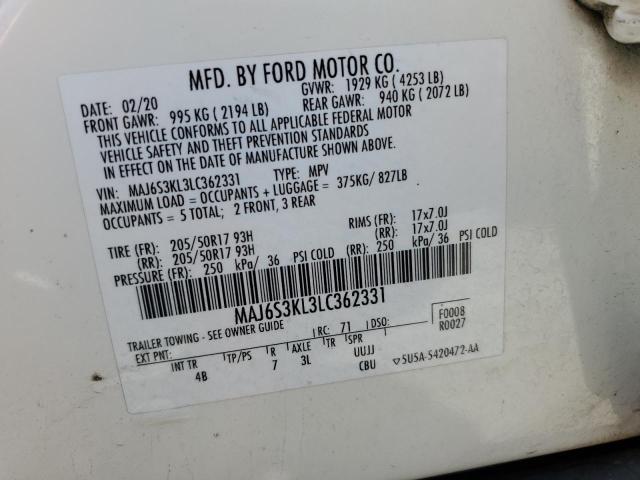 MFD. BY FORD MOTOR CO.
DATE: 02/20 GVWR: 1929 KG ( 4253 LB)
FRONT GAWR: 995 KG ( 2194 LB) REAR GAWR: 940 KG ( 2072 LB)
THIS VEHICLE CONFORMS TO ALL APPLICABLE FEDERAL MOTOR
VEHICLE SAFETY AND THEFT PREVENTION STANDARDS
IN EFFECT ON THE DATE OF MANUFACTURE SHOWN ABOVE.
VIN: MAJ6S3KL3LC362331 TYPE: MPV
MAXIMUM LOAD = OCCUPANTS + LUGGAGE = 375KG/ 827LB
OCCUPANTS = 5 TOTAL; 2 FRONT, 3 REAR
TIRE (FR): 205/50R17 93H RIMS (FR): 17x7.0J
(RR): 205/50R17 93H (RR): 17x7.0J
PRESSURE (FR): 250 kPa/ 36 PSI COLD (RR): 250 kPa/ 36 PSI COLD
MAJ6S3KL3LC362331
TRAILER TOWING - SEE OWNER GUIDE
EXT PNT: RC: 71 DSO: F0008
R0027
INT TR TP/PS R AXLE TR SPR
4B 7 3L UUJJ
CBU ▽5U5A-5420472-AA